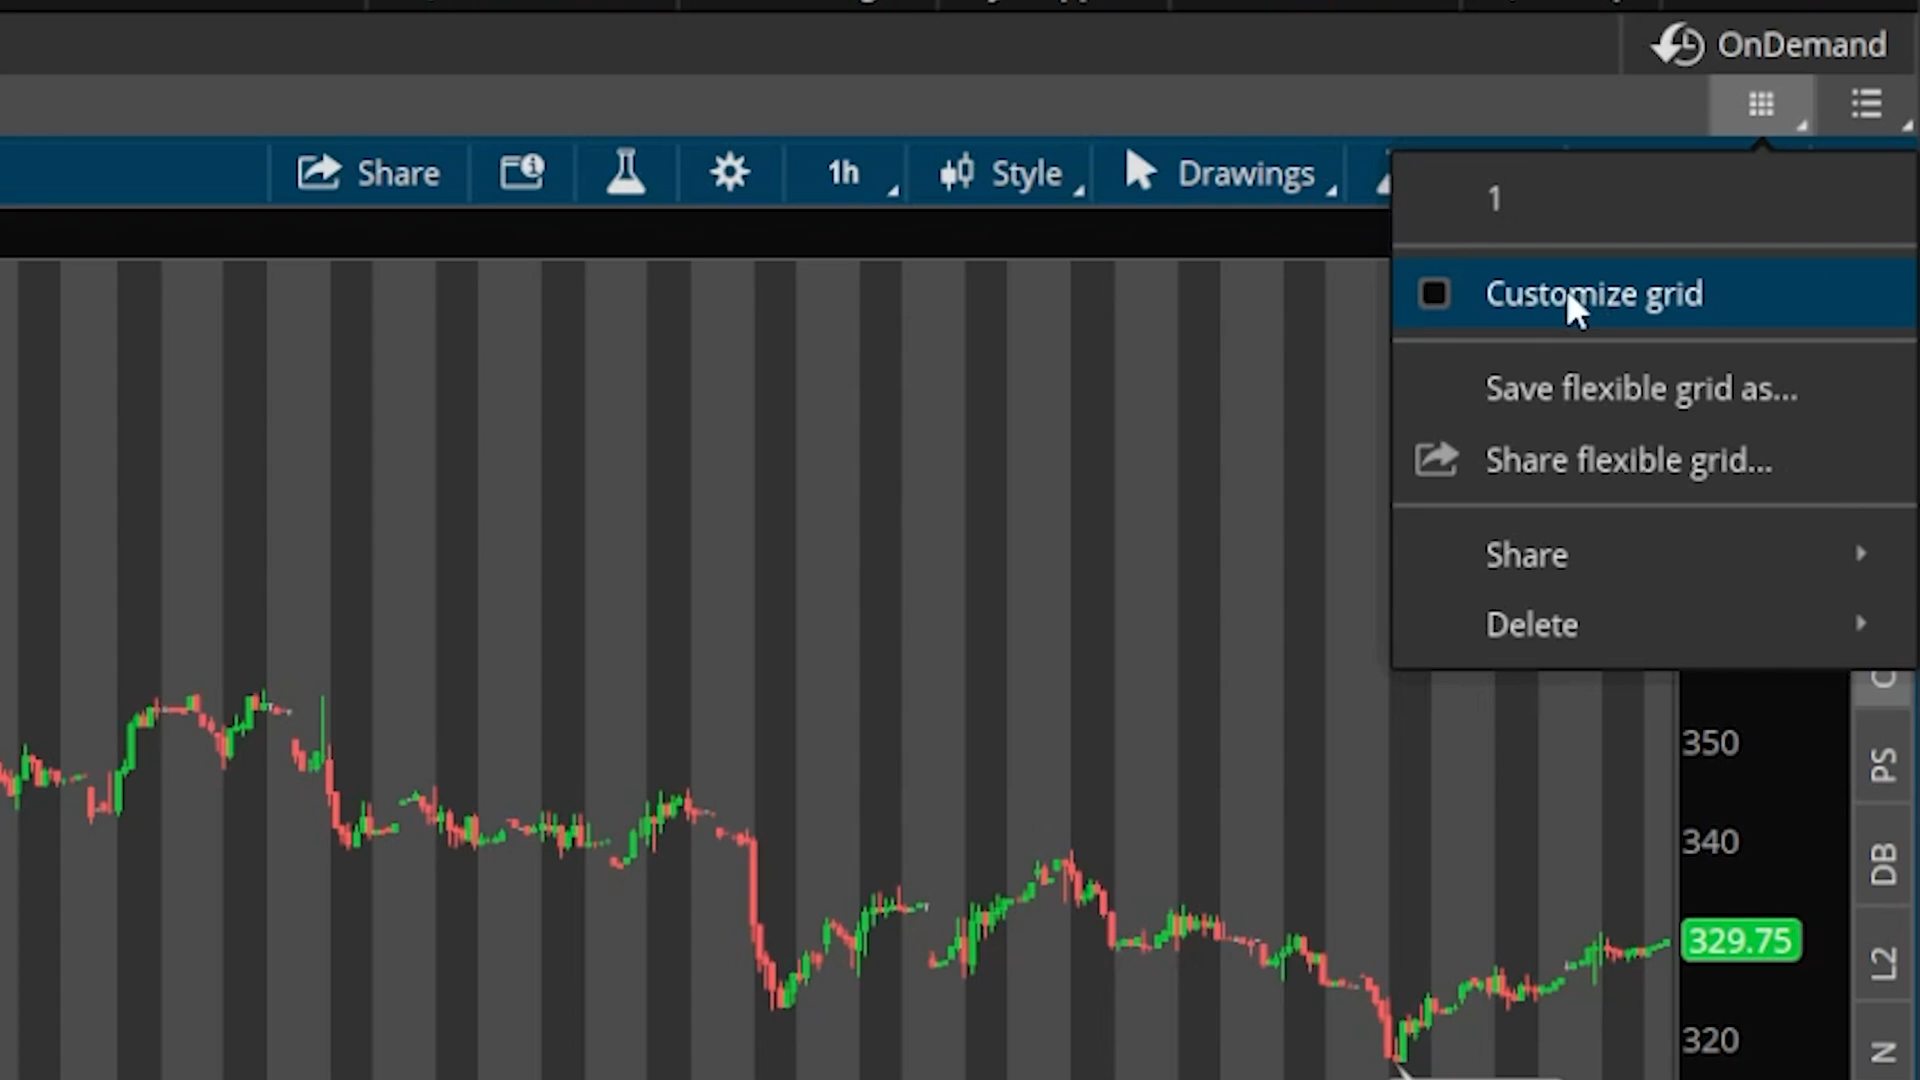 OnDemand
Share
1h
Style
Drawings
1
Customize grid
Save flexible grid as...
Share flexible grid...
Share
Delete
350
340
329.75
320
C
PS
DB
L2
N